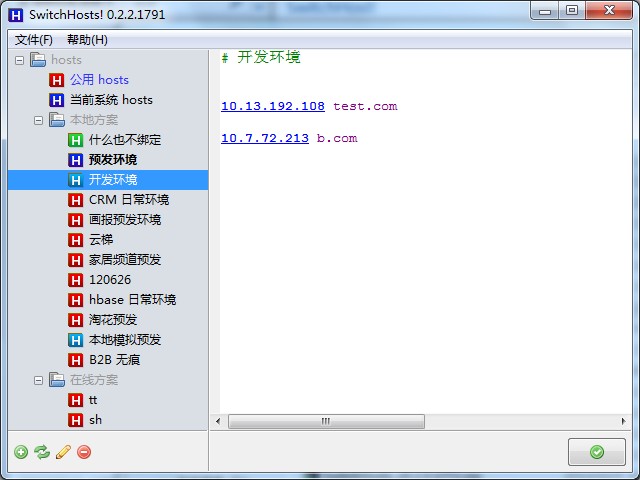 SwitchHosts! 0.2.2.1791
文件(F) 帮助(H)
hosts
公用 hosts
当前系统 hosts
本地方案
什么也不绑定
预发环境
开发环境
CRM 日常环境
画报预发环境
云梯
家居频道预发
120626
hbase 日常环境
淘花预发
本地模拟预发
B2B 无痕
在线方案
tt
sh
# 开发环境
10.13.192.108 test.com
10.7.72.213 b.com